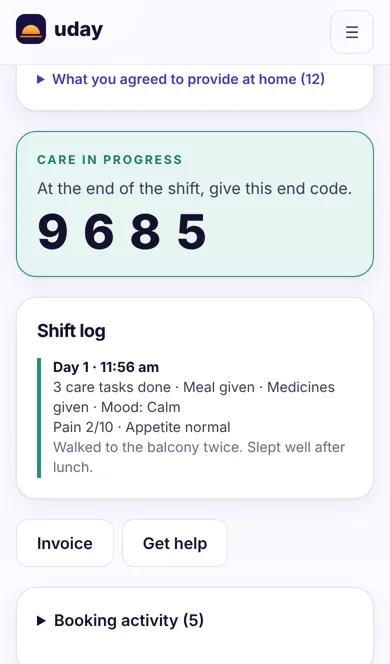 uday
☰
▶ What you agreed to provide at home (12)
CARE IN PROGRESS
At the end of the shift, give this end code.
9 6 8 5
Shift log
Day 1 · 11:56 am
3 care tasks done · Meal given · Medicines
given · Mood: Calm
Pain 2/10 · Appetite normal
Walked to the balcony twice. Slept well after
lunch.
Invoice
Get help
▶ Booking activity (5)